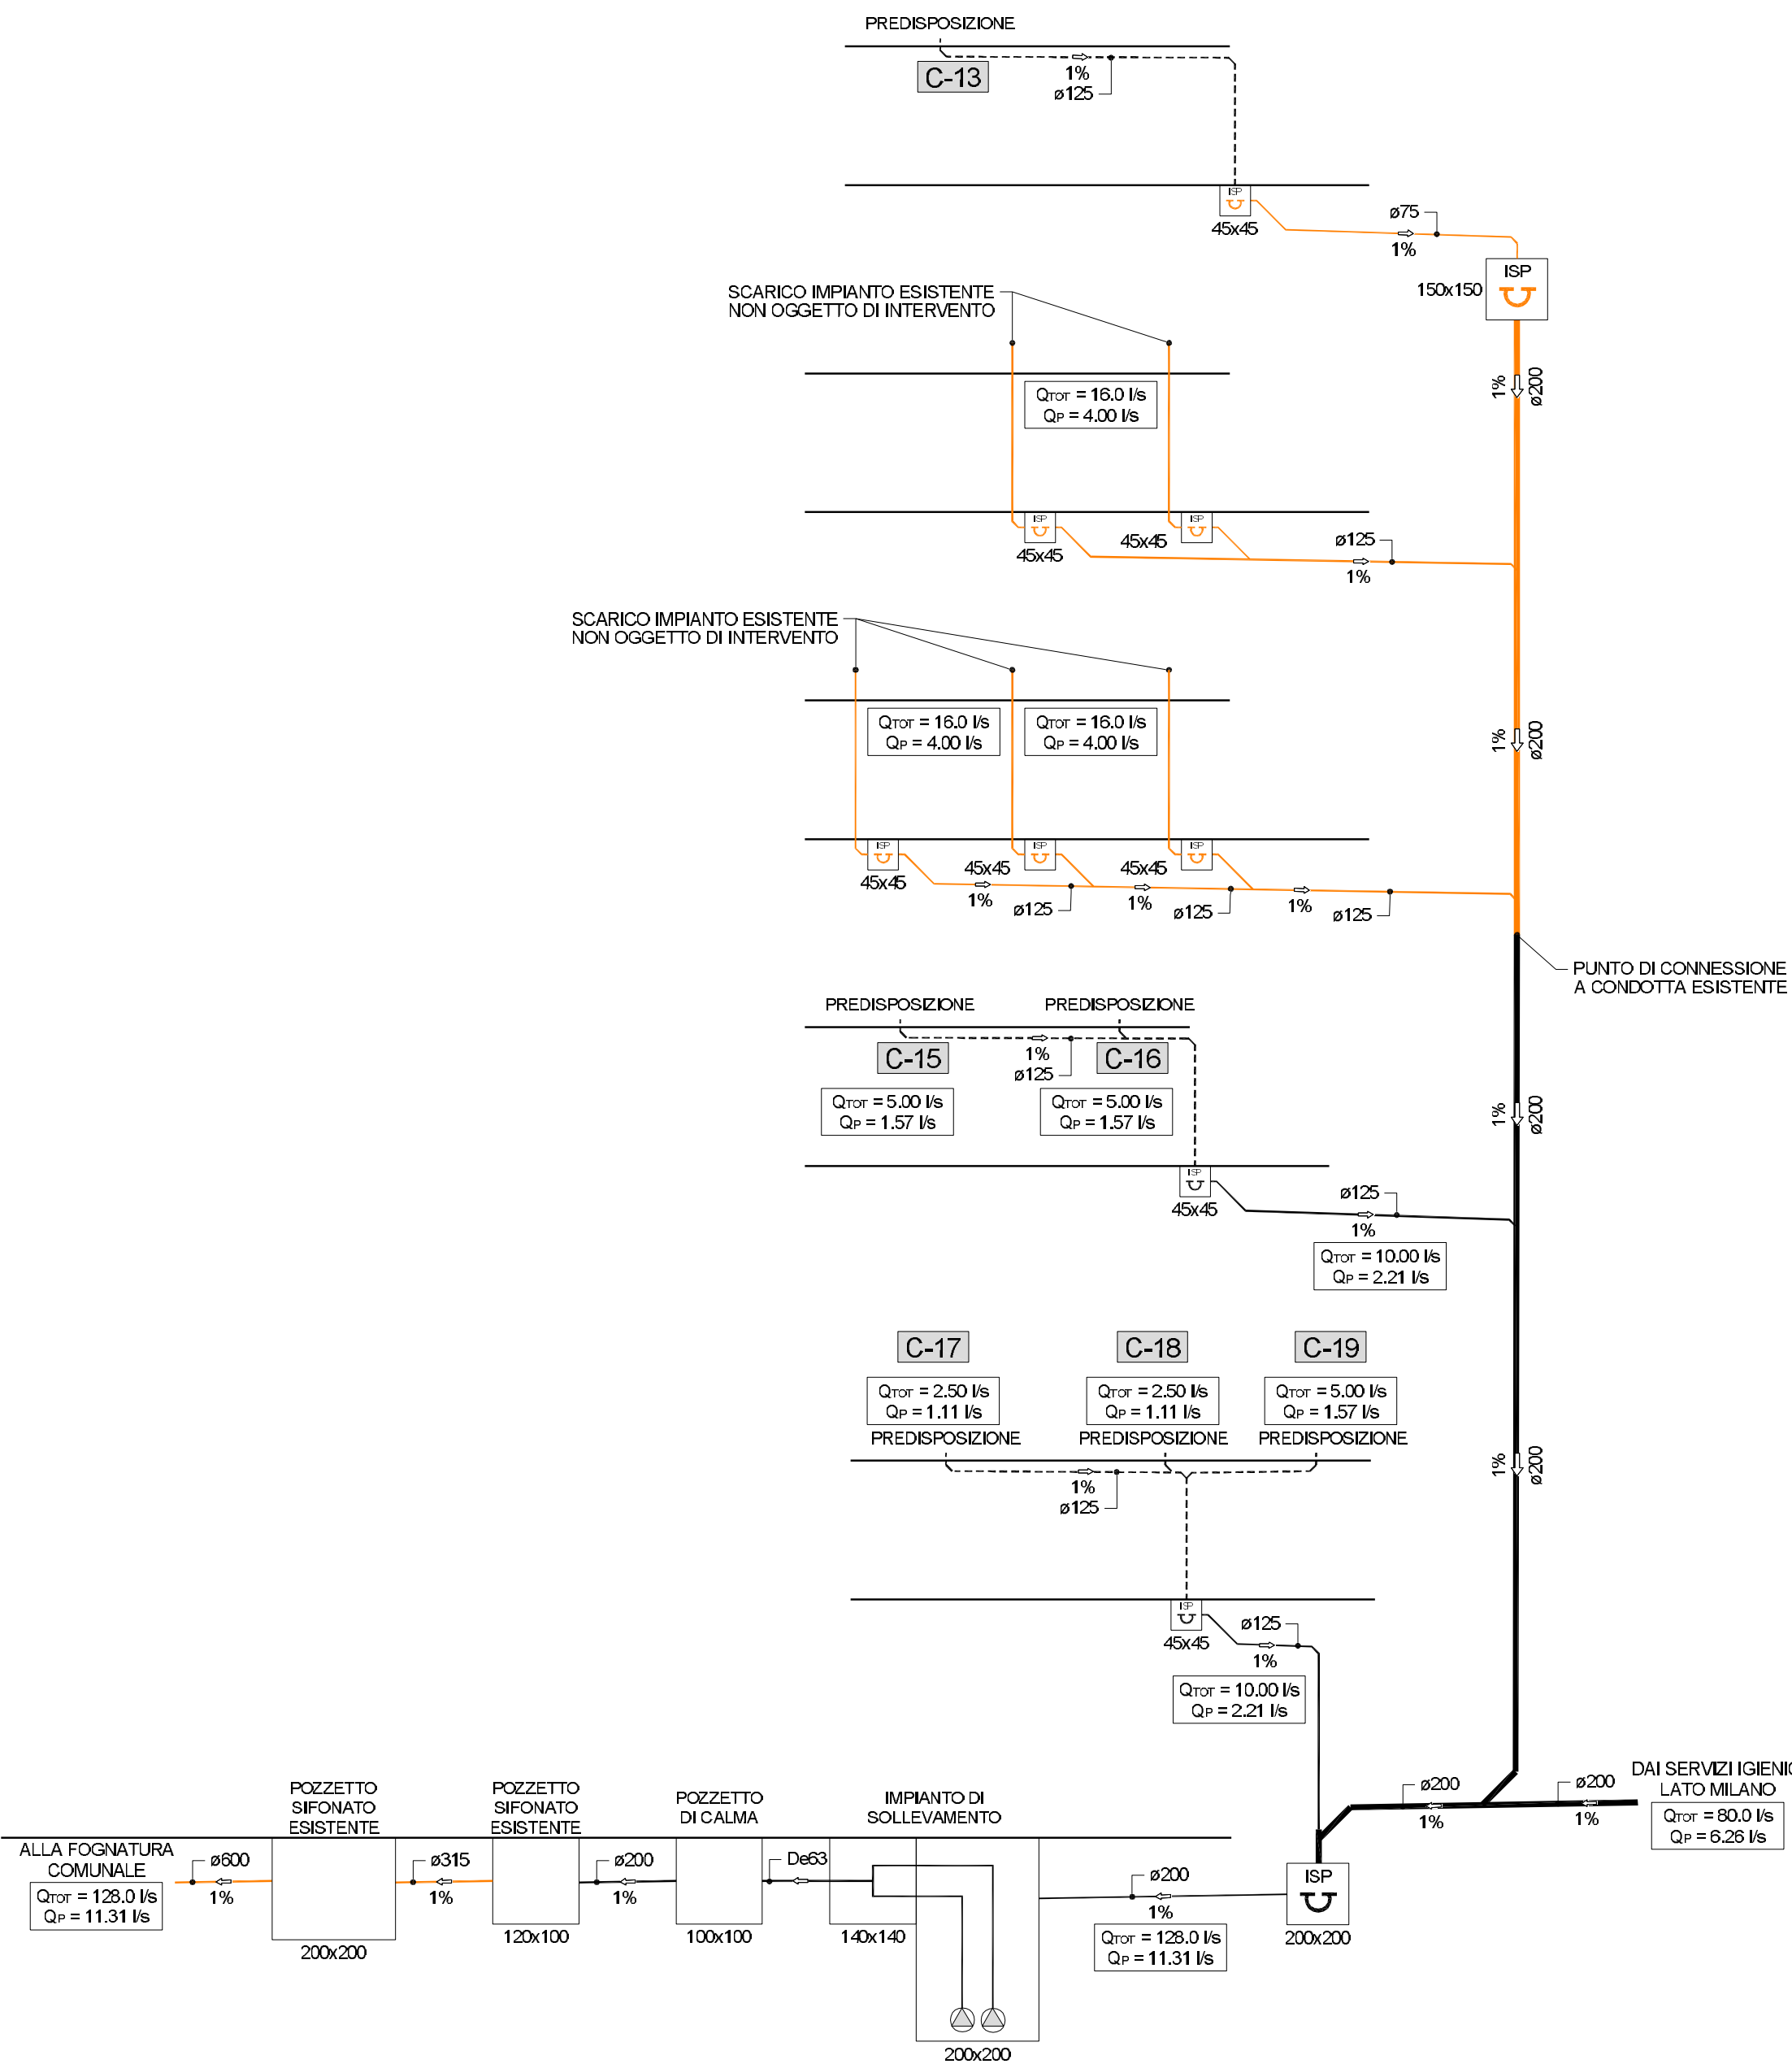 PREDISPOSIZIONE
C-13
1%
ø125
ISP
45x45
ø75
1%
ISP
150x150
SCARICO IMPIANTO ESISTENTE
NON OGGETTO DI INTERVENTO
1%
ø200
QTOT = 16.0 l/s
QP = 4.00 l/s
ISP
45x45
ISP
45x45
ø125
1%
SCARICO IMPIANTO ESISTENTE
NON OGGETTO DI INTERVENTO
QTOT = 16.0 l/s
QP = 4.00 l/s
QTOT = 16.0 l/s
QP = 4.00 l/s
1%
ø200
ISP
45x45
ISP
45x45
ISP
45x45
1%
ø125
1%
ø125
1%
ø125
PUNTO DI CONNESSIONE
A CONDOTTA ESISTENTE
PREDISPOSIZIONE
PREDISPOSIZIONE
C-15
1%
ø125
C-16
QTOT = 5.00 l/s
QP = 1.57 l/s
QTOT = 5.00 l/s
QP = 1.57 l/s
1%
ø200
ISP
45x45
ø125
1%
QTOT = 10.00 l/s
QP = 2.21 l/s
C-17
C-18
C-19
QTOT = 2.50 l/s
QP = 1.11 l/s
QTOT = 2.50 l/s
QP = 1.11 l/s
QTOT = 5.00 l/s
QP = 1.57 l/s
PREDISPOSIZIONE
PREDISPOSIZIONE
PREDISPOSIZIONE
1%
ø125
1%
ø200
ISP
45x45
ø125
1%
QTOT = 10.00 l/s
QP = 2.21 l/s
DAI SERVIZI IGIENIC
LATO MILANO
QTOT = 80.0 l/s
QP = 6.26 l/s
ø200
1%
ø200
1%
POZZETTO
SIFONATO
ESISTENTE
POZZETTO
SIFONATO
ESISTENTE
POZZETTO
DI CALMA
IMPIANTO DI
SOLLEVAMENTO
ALLA FOGNATURA
COMUNALE
QTOT = 128.0 l/s
QP = 11.31 l/s
ø600
1%
200x200
ø315
1%
120x100
ø200
1%
100x100
De63
140x140
200x200
ø200
1%
QTOT = 128.0 l/s
QP = 11.31 l/s
ISP
200x200